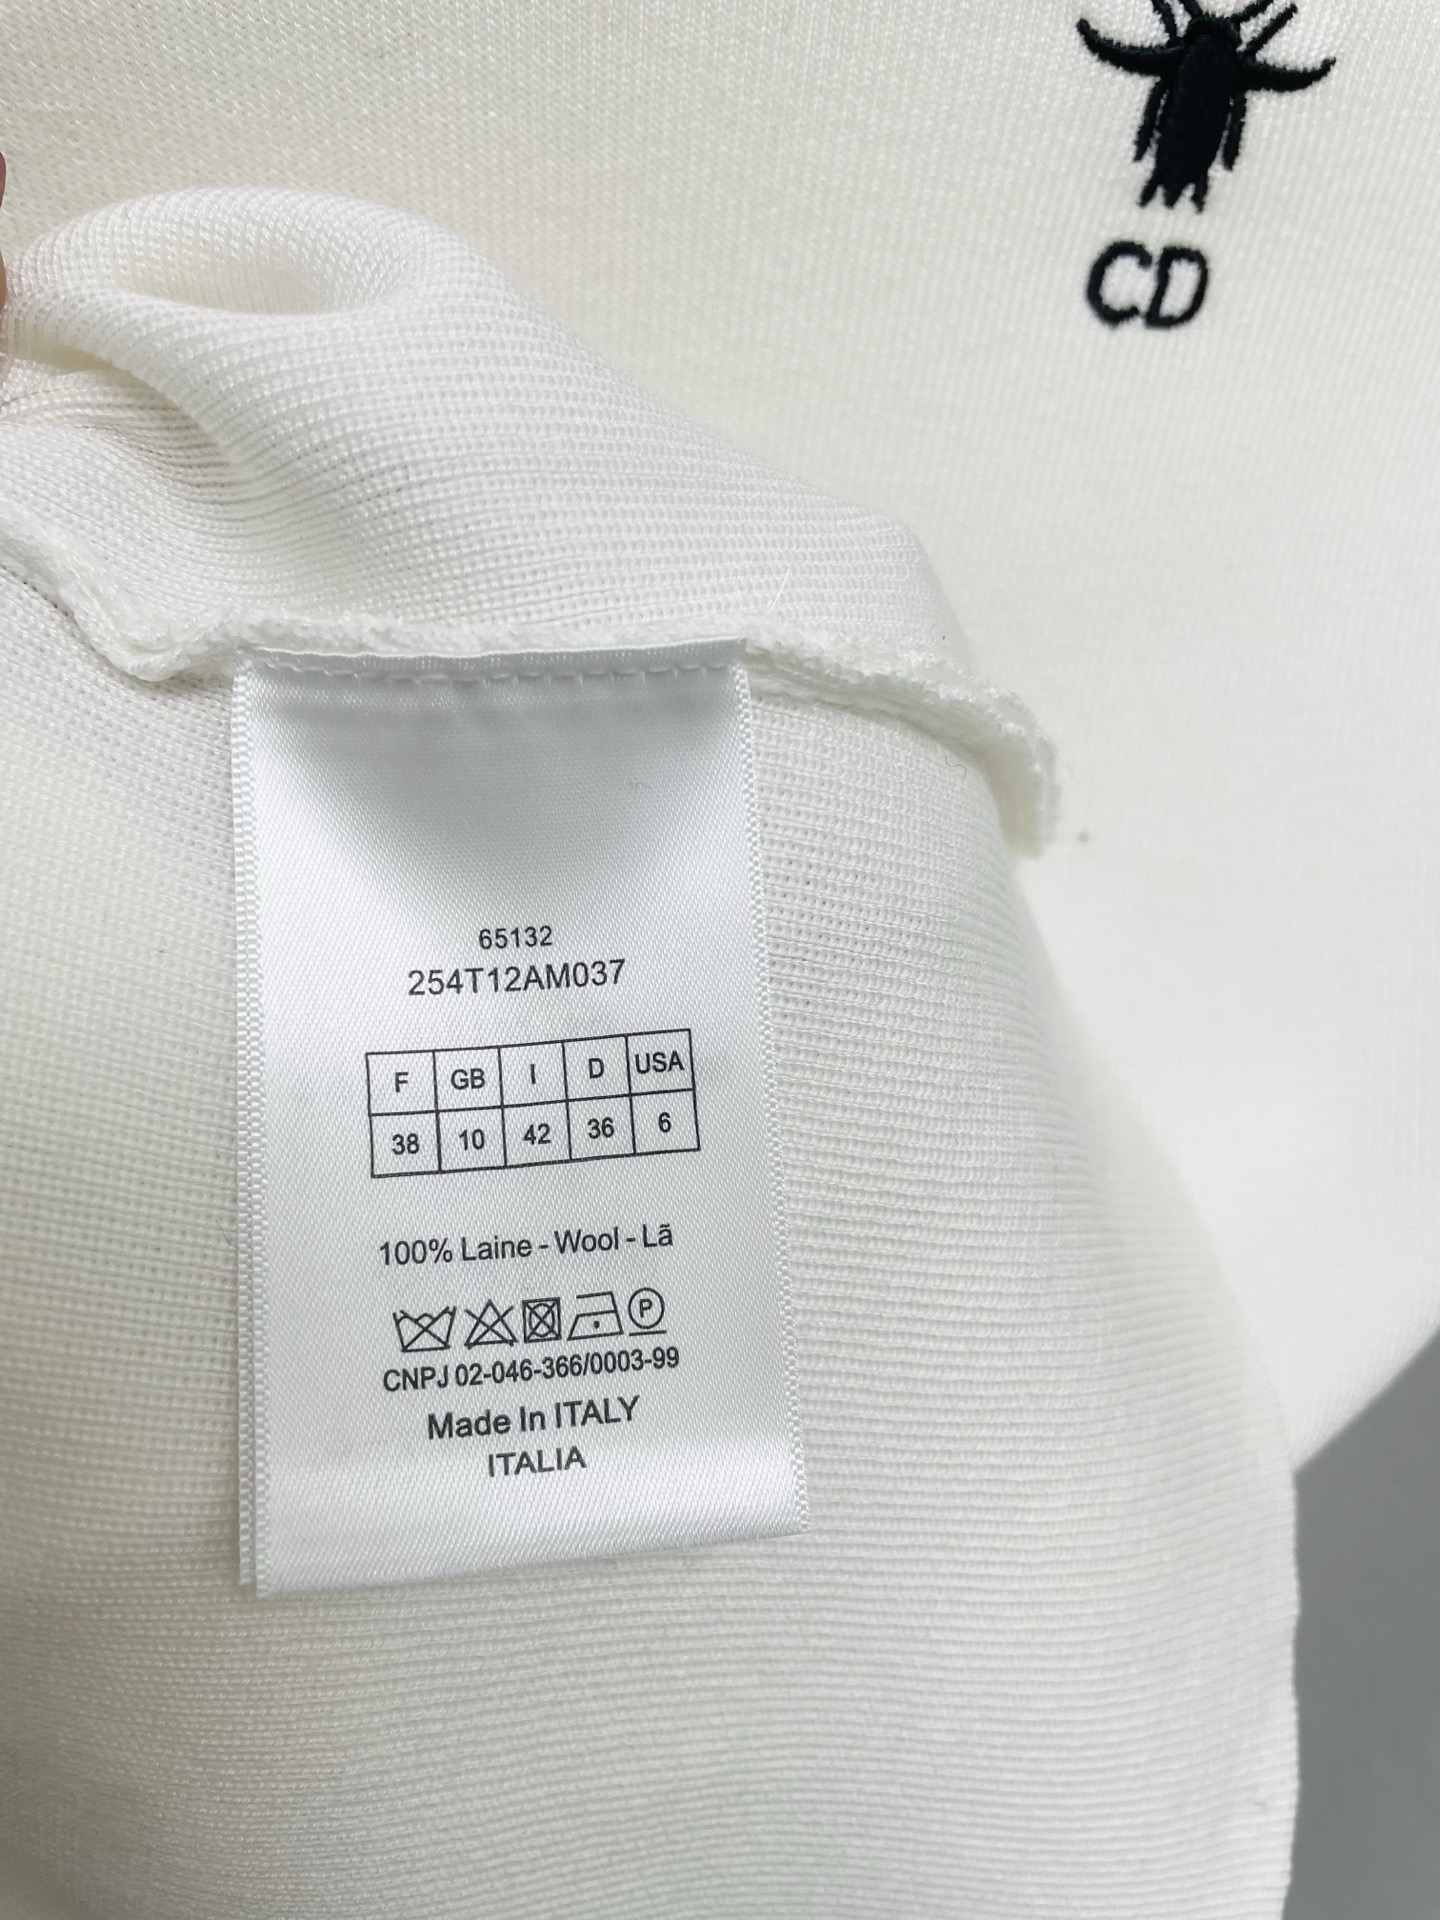 CD
65132
254T12AM037
F GB I D USA
38 10 42 36 6
100% Laine - Wool - Lã
P
CNPJ 02-046-366/0003-99
Made In ITALY
ITALIA